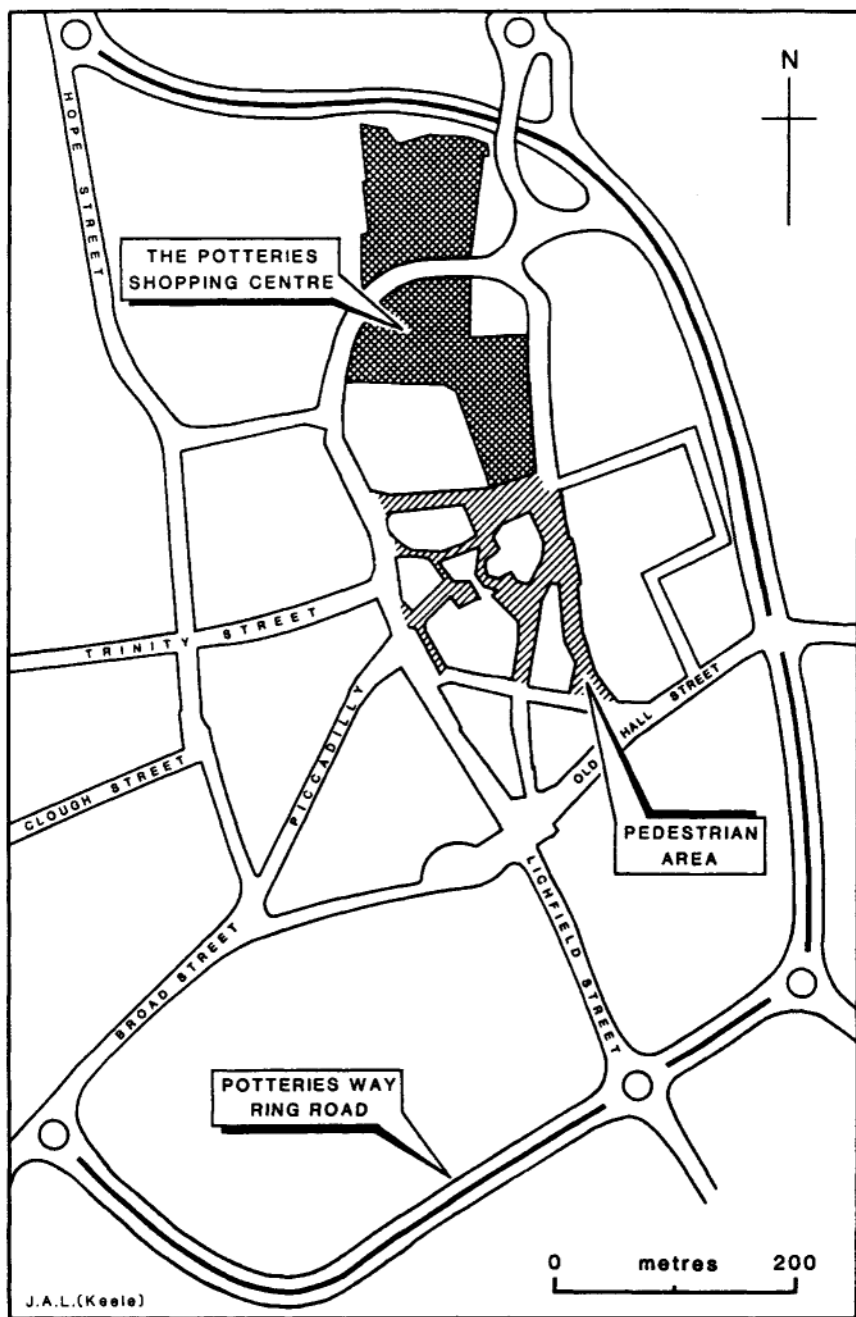 N
HOPE STREET
THE POTTERIES
SHOPPING CENTRE
TRINITY STREET
PICCADILLY
CLOUGH STREET
OLD HALL STREET
PEDESTRIAN
AREA
LICHFIELD STREET
BROAD STREET
POTTERIES WAY
RING ROAD
0 metres 200
J.A.L.(Keele)